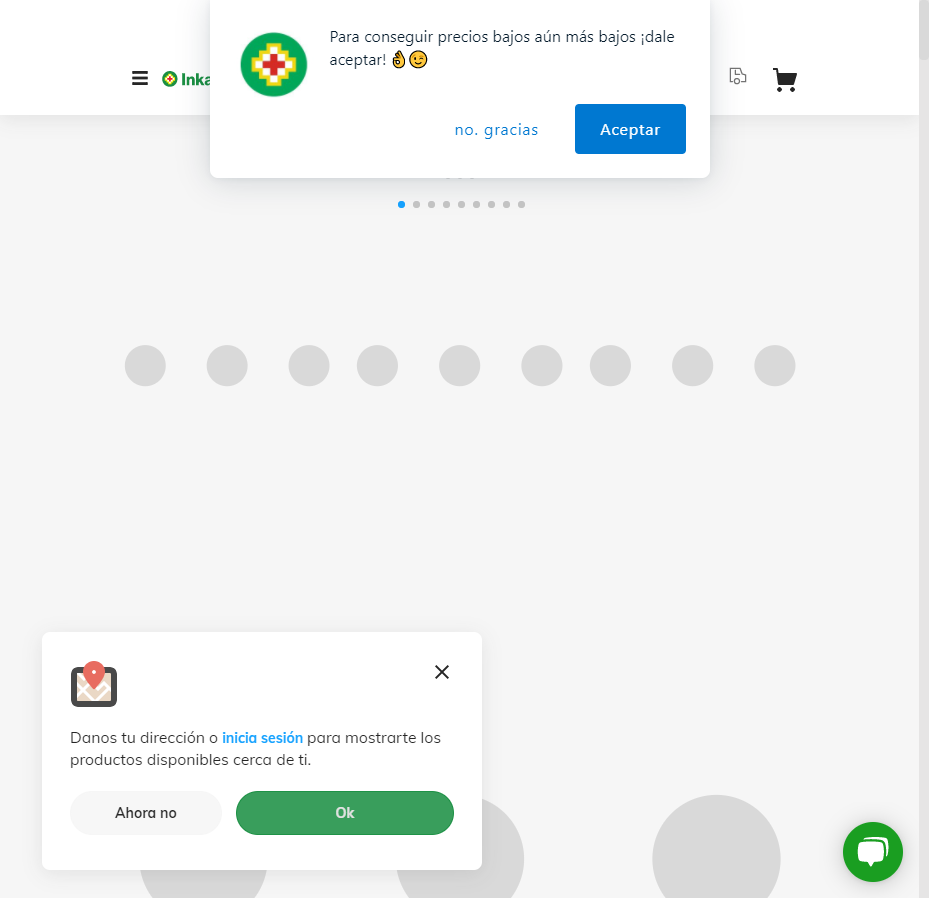 Para conseguir precios bajos aún más bajos ¡dale
aceptar! 👌😉
Inka
no. gracias
Aceptar
Danos tu dirección o inicia sesión para mostrarte los
productos disponibles cerca de ti.
Ahora no
Ok